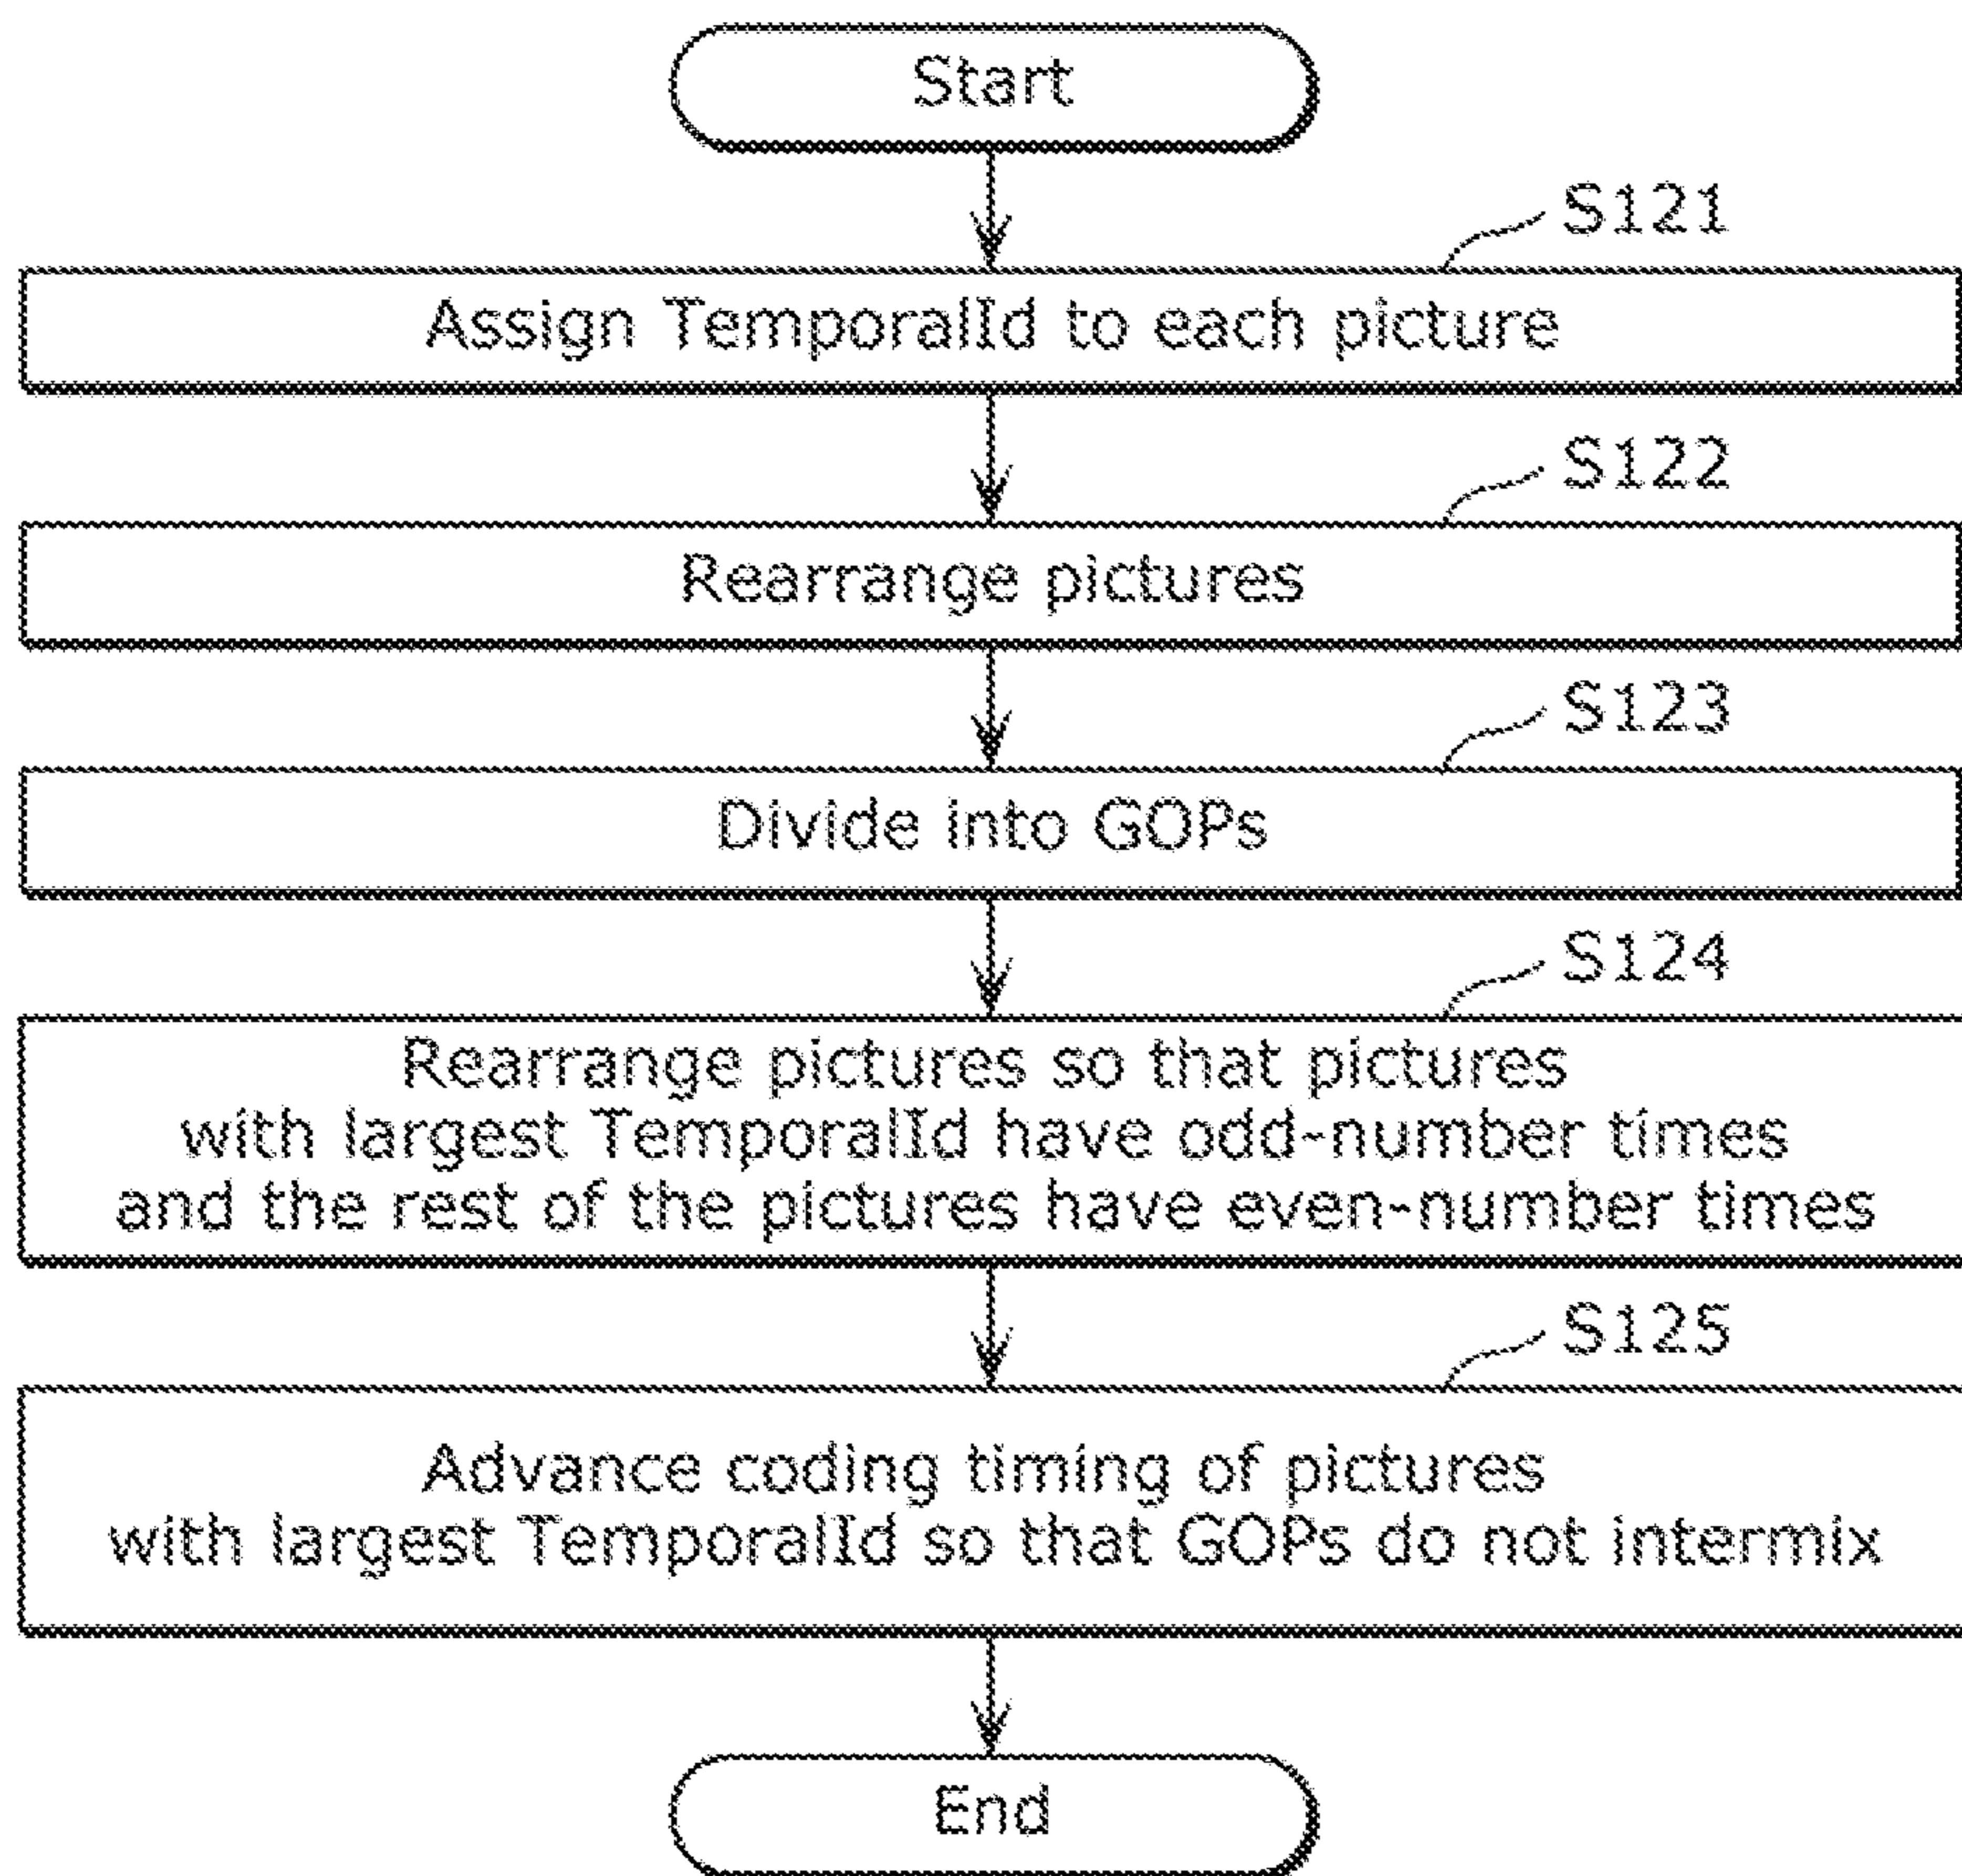 Start
S121
Assign TemporalId to each picture
S122
Rearrange pictures
S123
Divide into GOPs
S124
Rearrange pictures so that pictures
with largest TemporalId have odd-number times
and the rest of the pictures have even-number times
S125
Advance coding timing of pictures
with largest TemporalId so that GOPs do not intermix
End